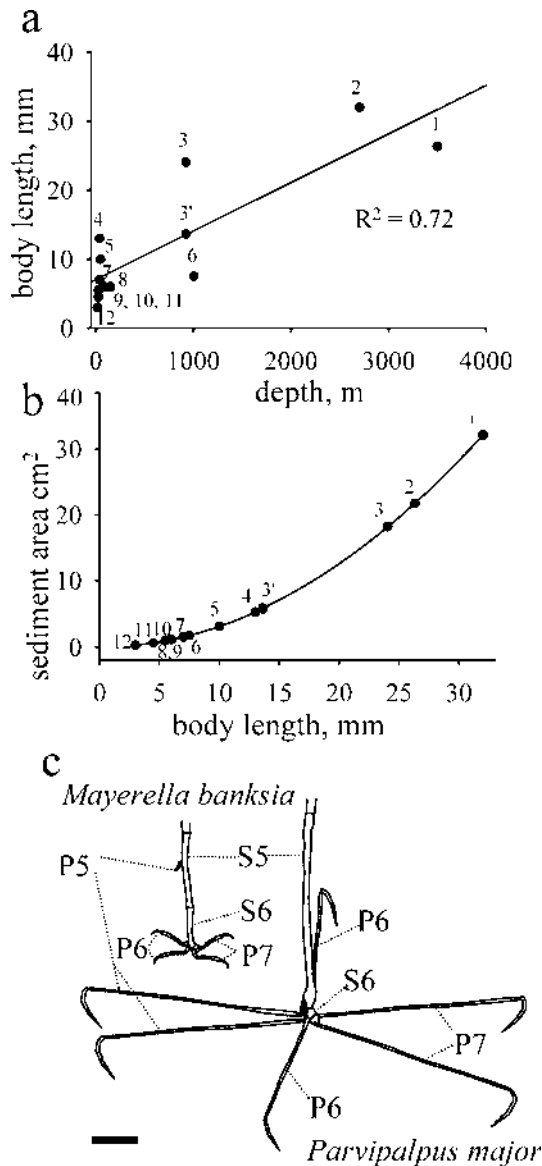 a
40
30
20
10
0
body length, mm
2
1
3
3'
4
5
6
7
8
9, 10, 11
12
R² = 0.72
0 1000 2000 3000 4000
depth, m
b
40
30
20
10
0
sediment area cm²
1
2
3
3'
4
5
7
6
11 10
12
8,9
0 5 10 15 20 25 30
body length, mm
c
Mayerella banksia
P5
S5
S6
P6
P7
P6
S6
P7
P6
Parvipalpus major